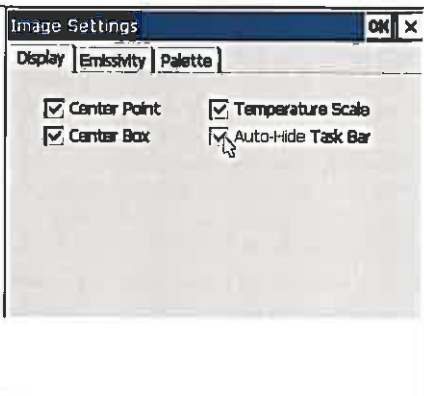 Image Settings OK ×
Display Emissivity Palette
Center Point Temperature Scale
Center Box Auto-Hide Task Bar